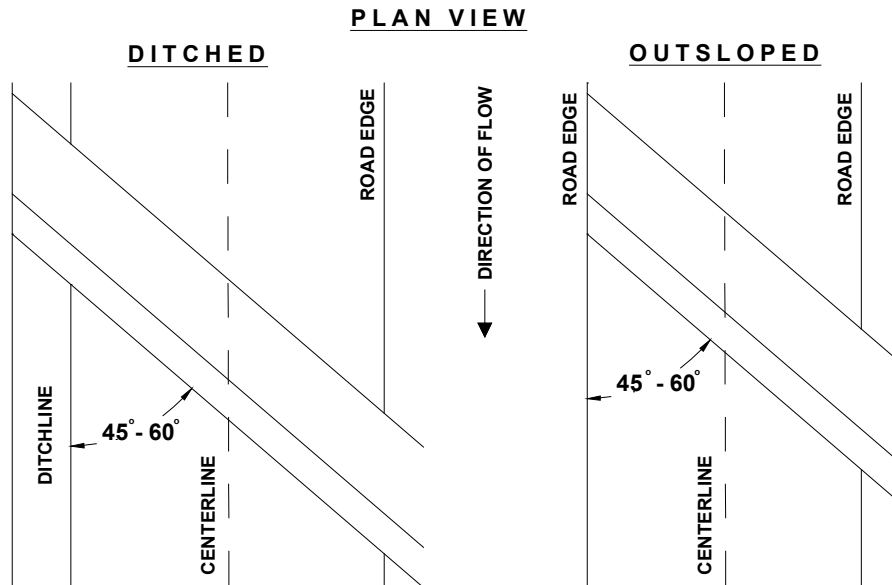 PLAN VIEW
DITCHED
OUTSLOPED
ROAD EDGE
DIRECTION OF FLOW
ROAD EDGE
ROAD EDGE
45° - 60°
45° - 60°
DITCHLINE
CENTERLINE
CENTERLINE